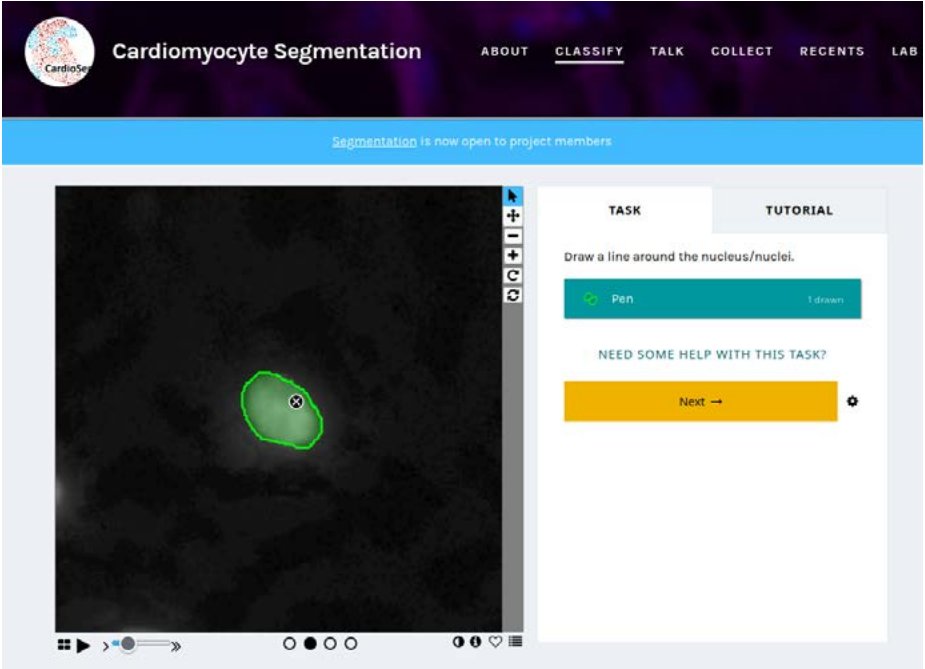 CardioSe
Cardiomyocyte Segmentation
ABOUT CLASSIFY TALK COLLECT RECENTS LAB
Segmentation is now open to project members
TASK TUTORIAL
Draw a line around the nucleus/nuclei.
Pen 1 drawn
NEED SOME HELP WITH THIS TASK?
Next →